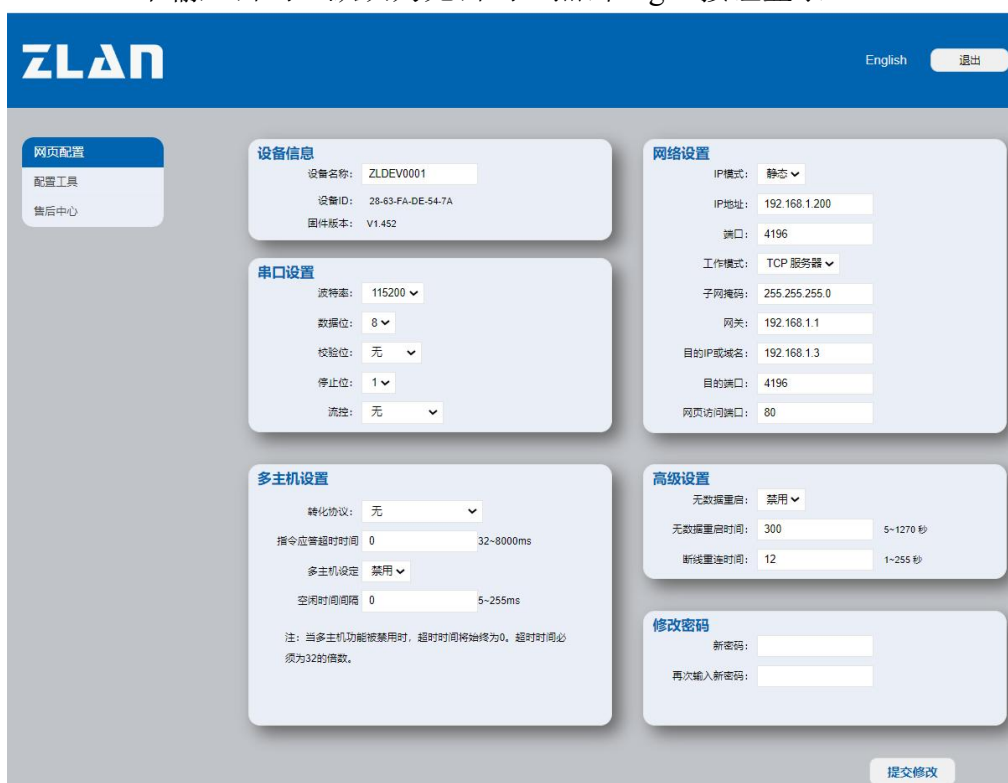 ZLAN
English 退出
网页配置
配置工具
售后中心
设备信息
设备名称: ZLDEV0001
设备ID: 28-63-FA-DE-54-7A
固件版本: V1.452
串口设置
波特率: 115200
数据位: 8
校验位: 无
停止位: 1
流控: 无
网络设置
IP模式: 静态
IP地址: 192.168.1.200
端口: 4196
工作模式: TCP 服务器
子网掩码: 255.255.255.0
网关: 192.168.1.1
目的IP或域名: 192.168.1.3
目的端口: 4196
网页访问端口: 80
多主机设置
转化协议: 无
指令应答超时时间 0 32~8000ms
多主机设定 禁用
空闲时间间隔 0 5~255ms
注: 当多主机功能被禁用时, 超时时间将始终为0。超时时间必
须为32的倍数。
高级设置
无数据重启: 禁用
无数据重启时间: 300 5~1270 秒
断线重连时间: 12 1~255 秒
修改密码
新密码:
再次输入新密码:
提交修改